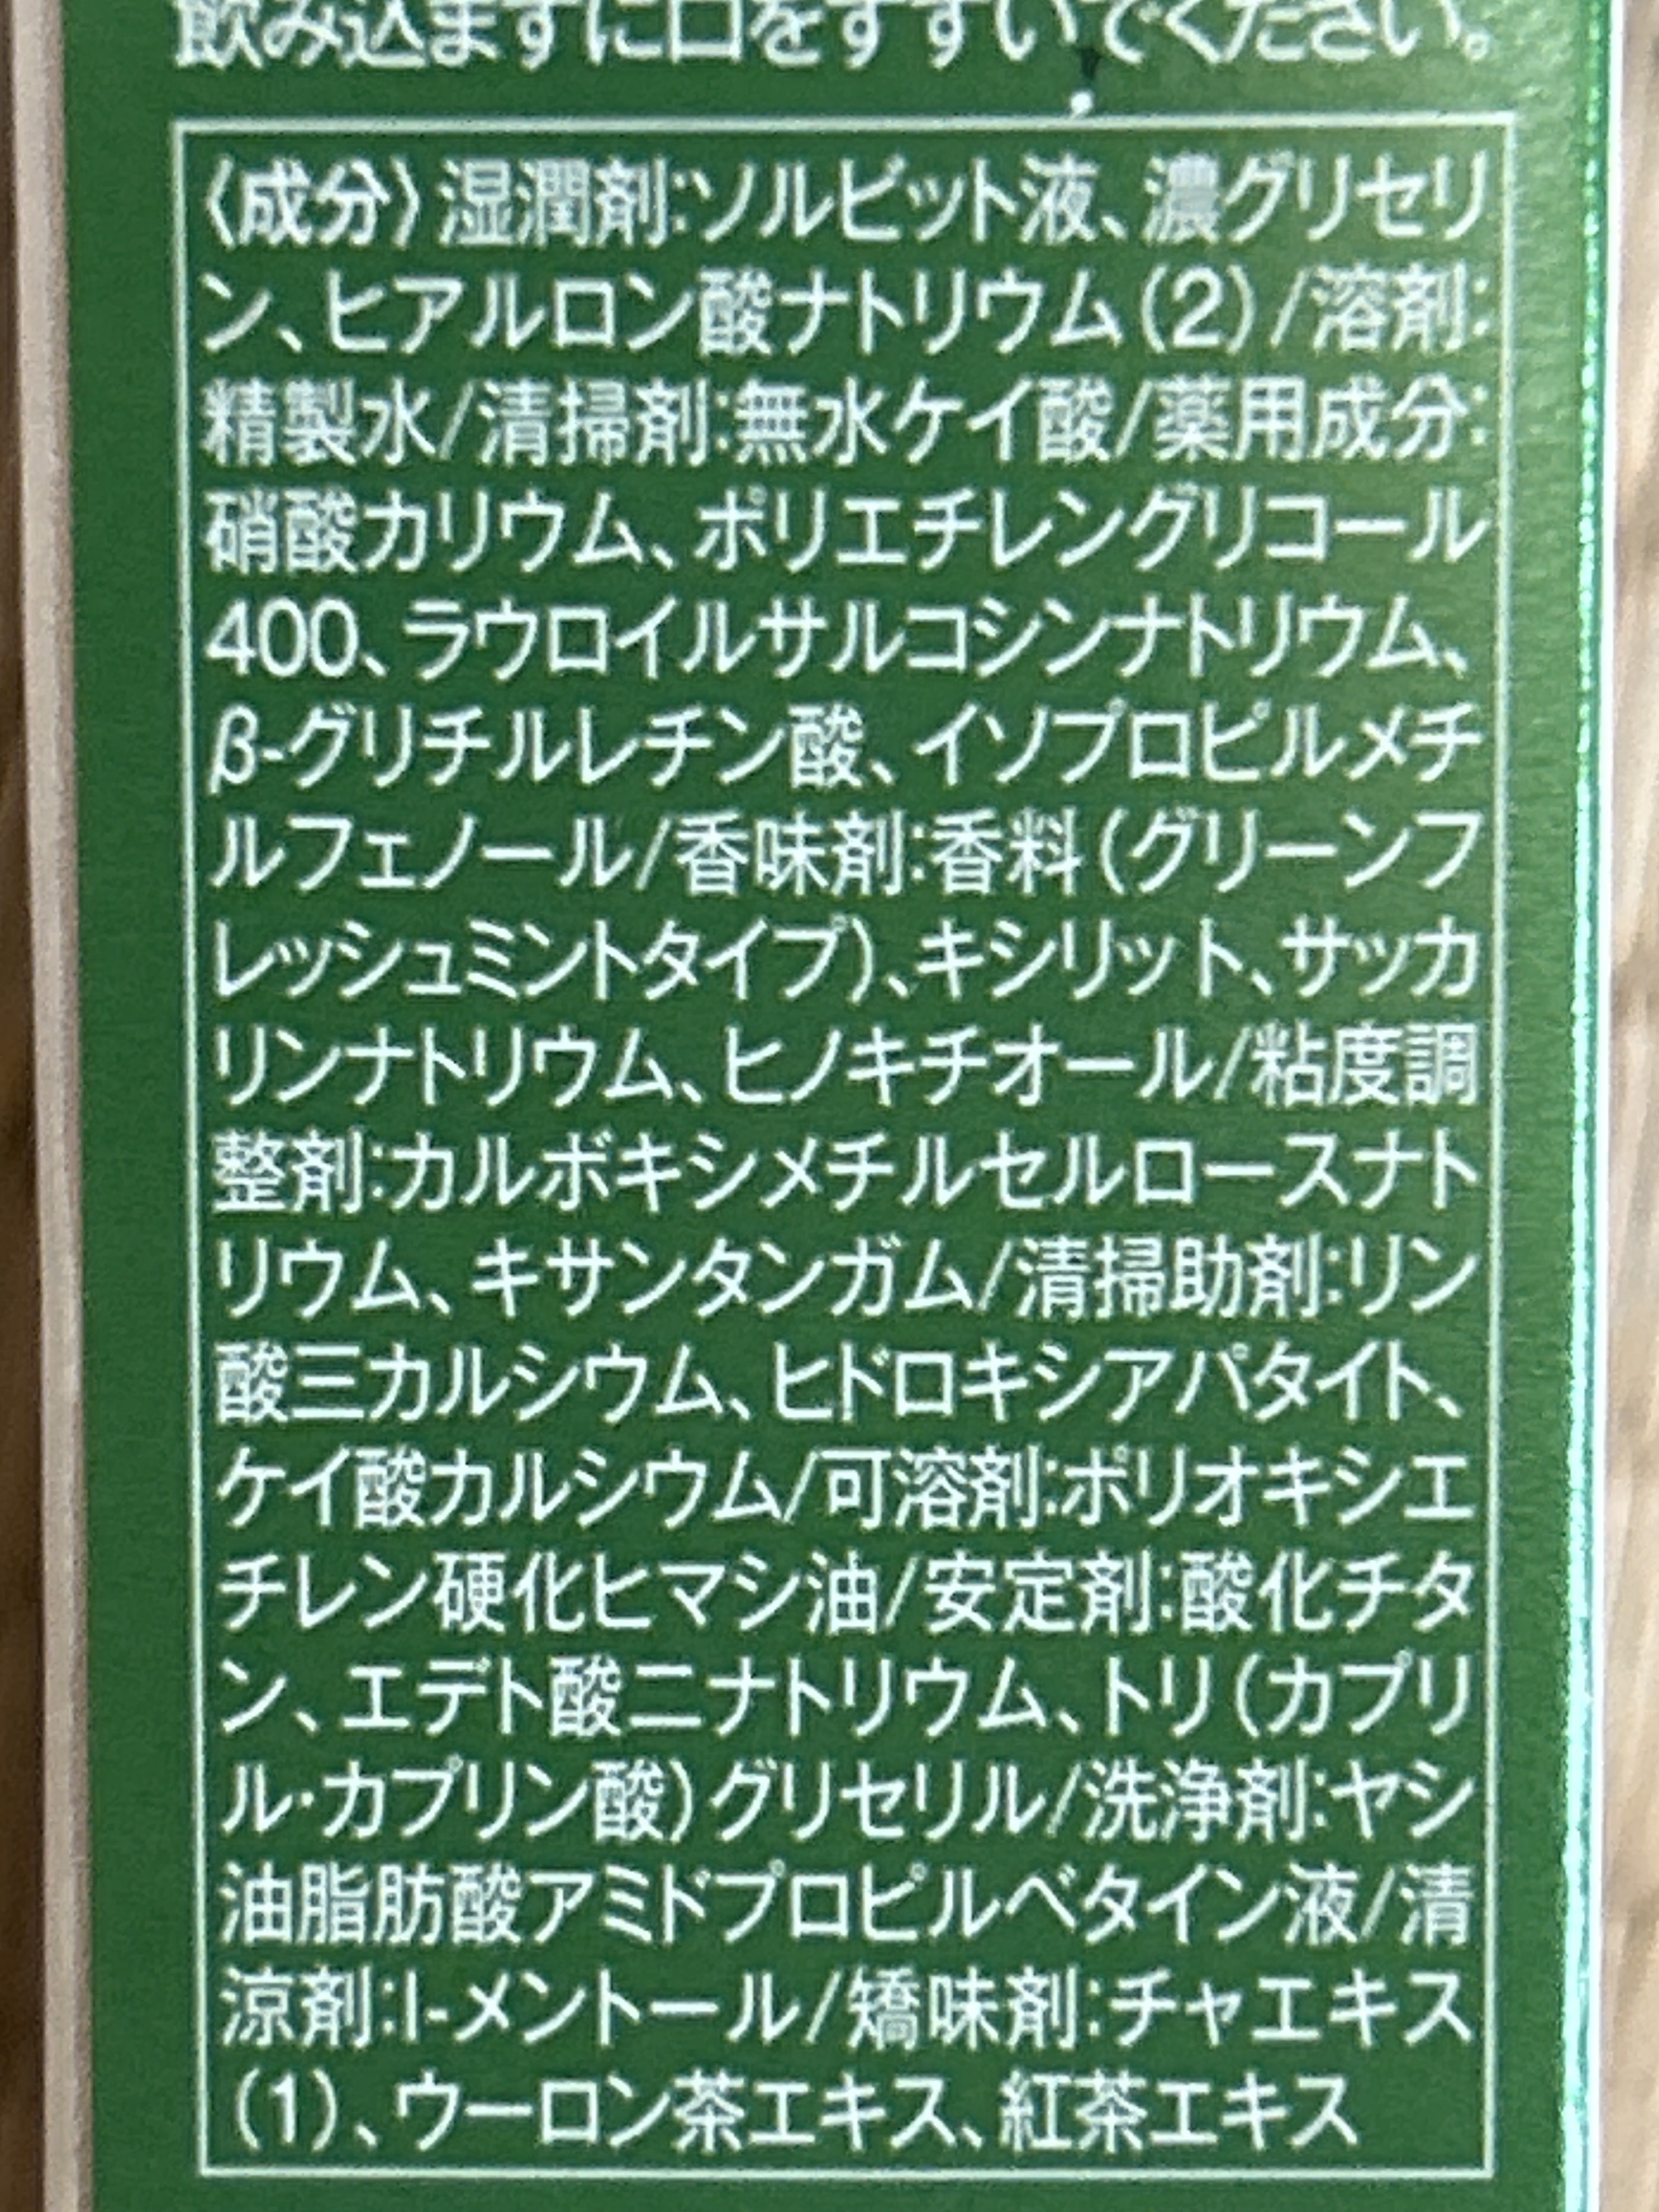 飲み込まずに口をすすいでください。
〈成分〉湿潤剤:ソルビット液、濃グリセリ
ン、ヒアルロン酸ナトリウム(2)/溶剤:
精製水/清掃剤:無水ケイ酸/薬用成分:
硝酸カリウム、ポリエチレングリコール
400、ラウロイルサルコシンナトリウム、
β-グリチルレチン酸、イソプロピルメチ
ルフェノール/香味剤:香料(グリーンフ
レッシュミントタイプ)、キシリット、サッカ
リンナトリウム、ヒノキチオール/粘度調
整剤:カルボキシメチルセルロースナト
リウム、キサンタンガム/清掃助剤:リン
酸三カルシウム、ヒドロキシアパタイト、
ケイ酸カルシウム/可溶剤:ポリオキシエ
チレン硬化ヒマシ油/安定剤:酸化チタ
ン、エデト酸二ナトリウム、トリ(カプリ
ル・カプリン酸)グリセリル/洗浄剤:ヤシ
油脂肪酸アミドプロピルベタイン液/清
涼剤:l-メントール/矯味剤:チャエキス
(1)、ウーロン茶エキス、紅茶エキス